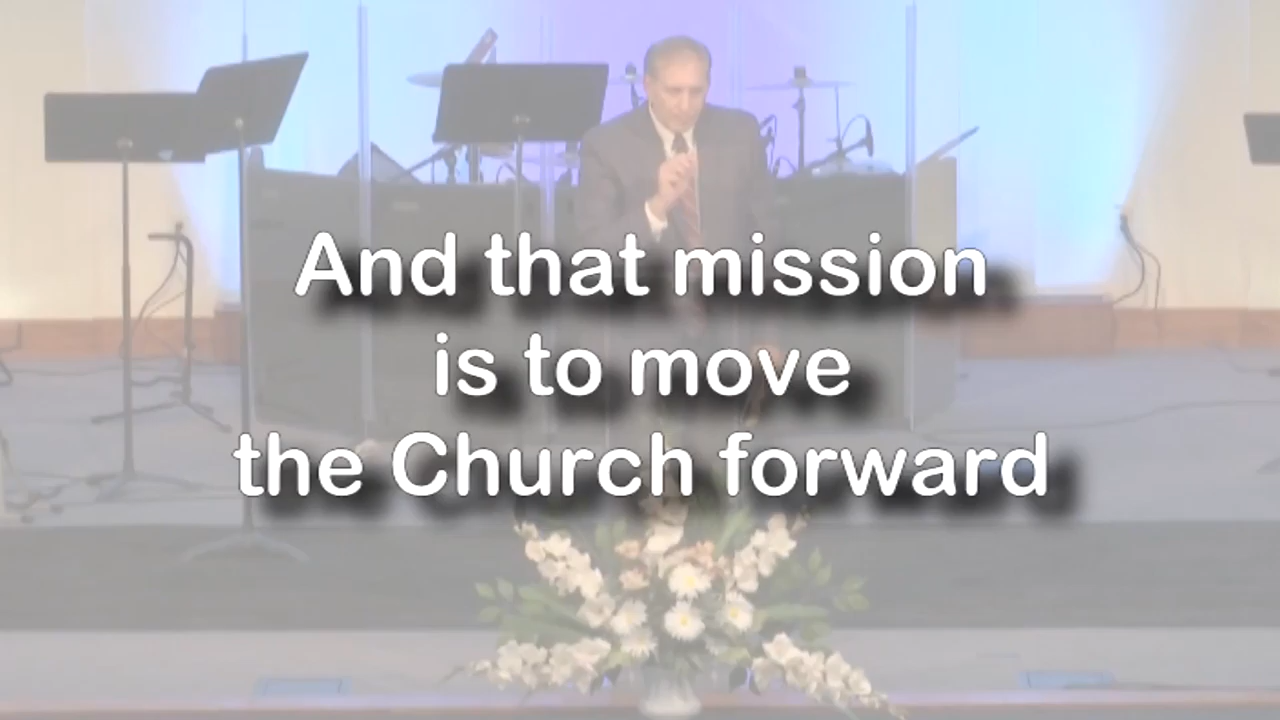 And that mission
is to move
the Church forward